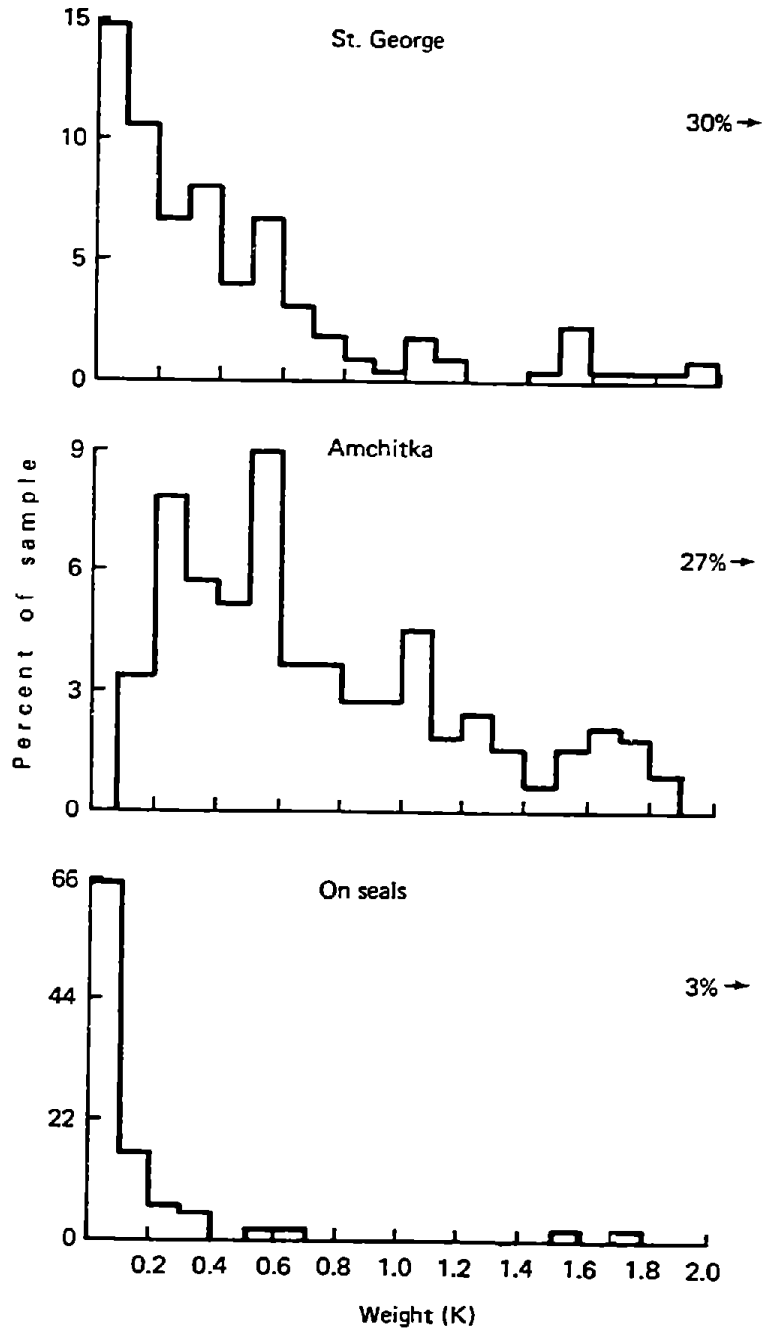 St. George
15
10
5
0
30% →
Amchitka
9
6
3
0
27% →
Percent of sample
On seals
66
44
22
0
3% →
0.2 0.4 0.6 0.8 1.0 1.2 1.4 1.6 1.8 2.0
Weight (K)